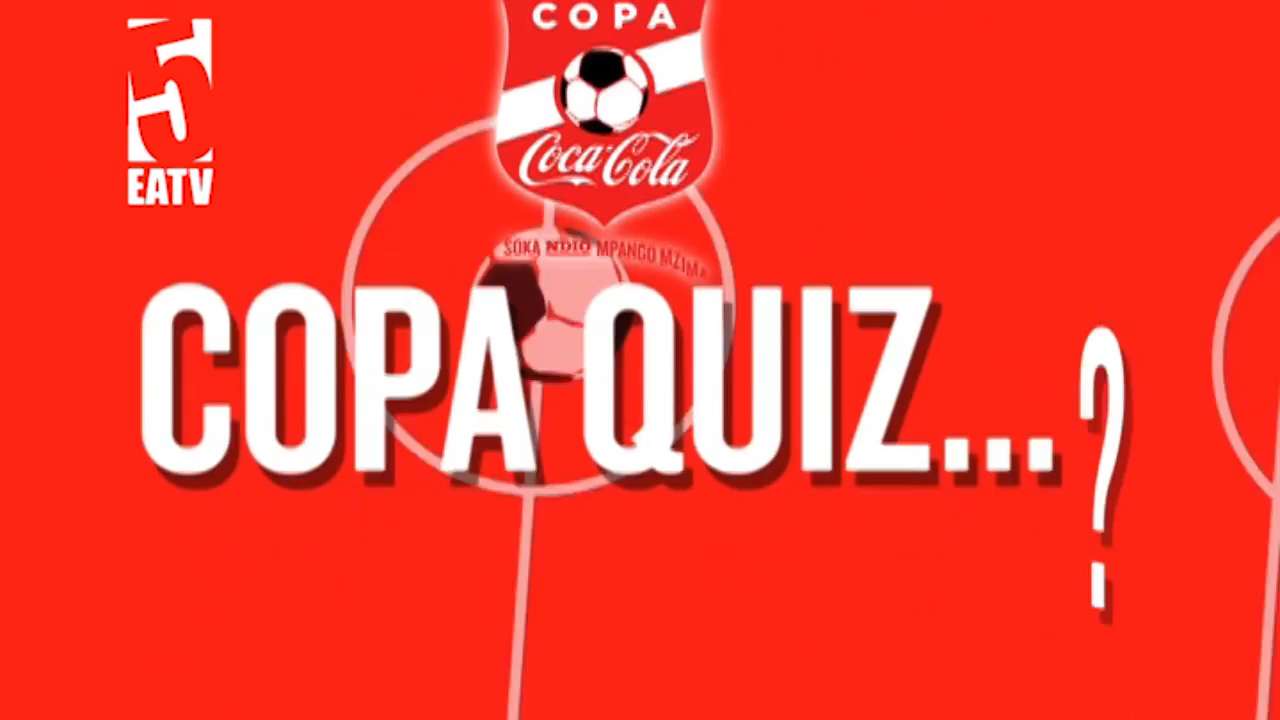 5
EATV
COPA
Coca-Cola
SOKA NDIO MPANGO MZIMA
COPA QUIZ...?